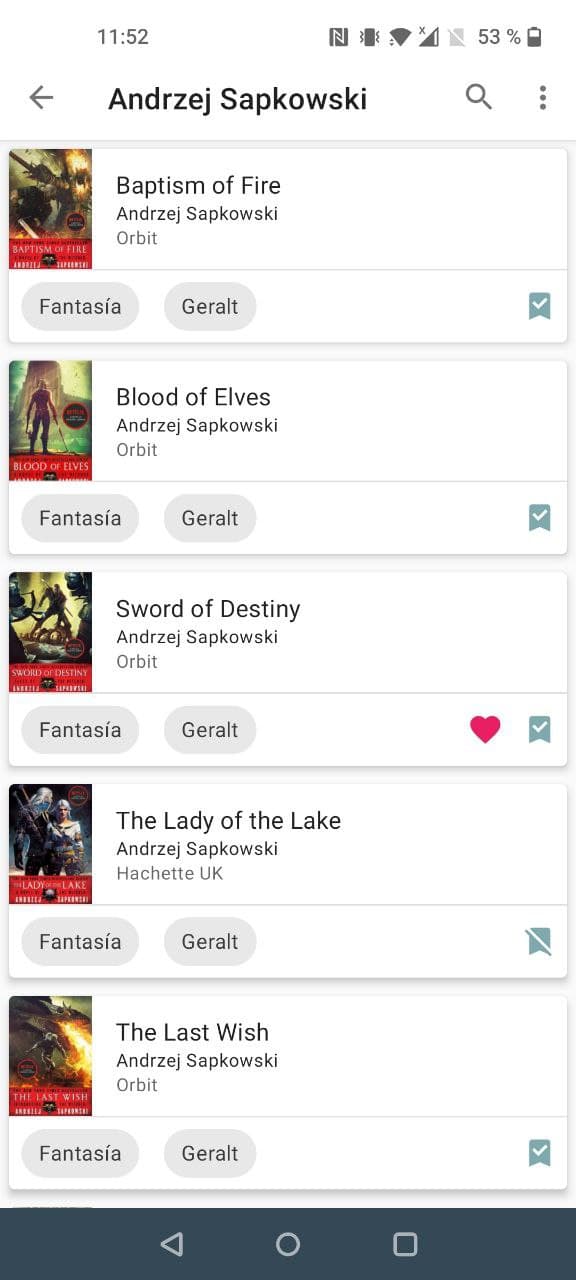 11:52
53 %
Andrzej Sapkowski
Baptism of Fire
Andrzej Sapkowski
Orbit
BAPTISM OF FIRE
ANDRZEJ SAPKOWSKI
Fantasía Geralt
Blood of Elves
Andrzej Sapkowski
Orbit
BLOOD OF ELVES
Fantasía Geralt
Sword of Destiny
Andrzej Sapkowski
Orbit
SWORD OF DESTINY
ANDRZEJ SAPKOWSKI
Fantasía Geralt
The Lady of the Lake
Andrzej Sapkowski
Hachette UK
THE LADY OF THE LAKE
ANDRZEJ SAPKOWSKI
Fantasía Geralt
The Last Wish
Andrzej Sapkowski
Orbit
THE LAST WISH
ANDRZEJ SAPKOWSKI
Fantasía Geralt